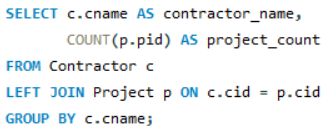 SELECT c.cname AS contractor_name,
       COUNT(p.pid) AS project_count
FROM Contractor c
LEFT JOIN Project p ON c.cid = p.cid
GROUP BY c.cname;